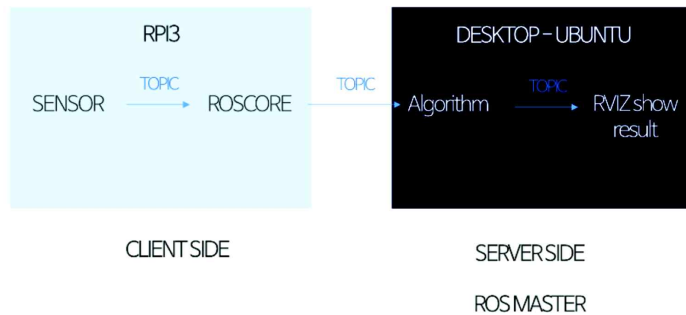 RPI3
DESKTOP – UBUNTU
SENSOR
TOPIC
ROSCORE
TOPIC
Algorithm
TOPIC
RVIZ show
result
CLIENT SIDE
SERVER SIDE
ROS MASTER